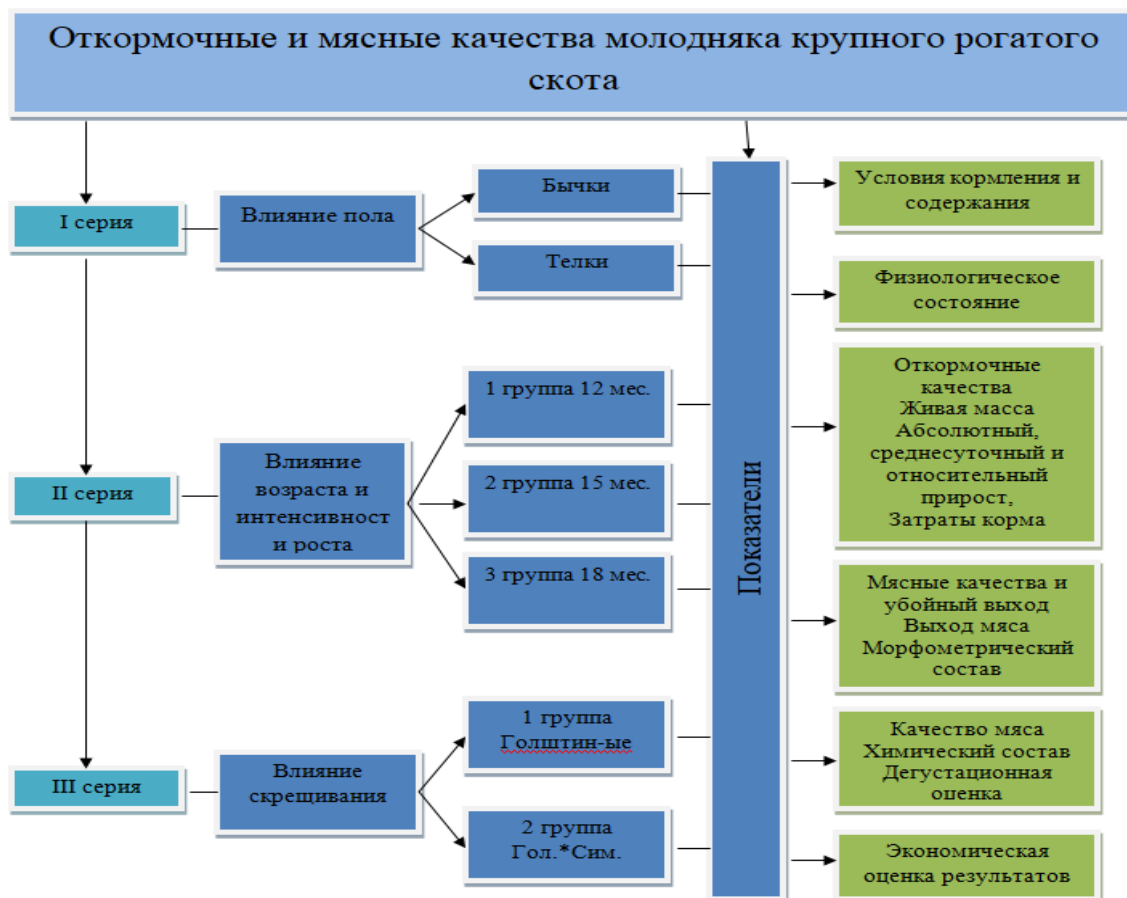 Откормочные и мясные качества молодняка крупного рогатого
скота
I серия
Влияние пола
Бычки
Телки
II серия
Влияние
возраста и
интенсивност
и роста
1 группа 12 мес.
2 группа 15 мес.
3 группа 18 мес.
III серия
Влияние
скрещивания
1 группа
Голштин-ые
2 группа
Гол.*Сим.
Показатели
Условия кормления и
содержания
Физиологическое
состояние
Откормочные
качества
Живая масса
Абсолютный,
среднесуточный и
относительный
прирост,
Затраты корма
Мясные качества и
убойный выход
Выход мяса
Морфометрический
состав
Качество мяса
Химический состав
Дегустационная
оценка
Экономическая
оценка результатов